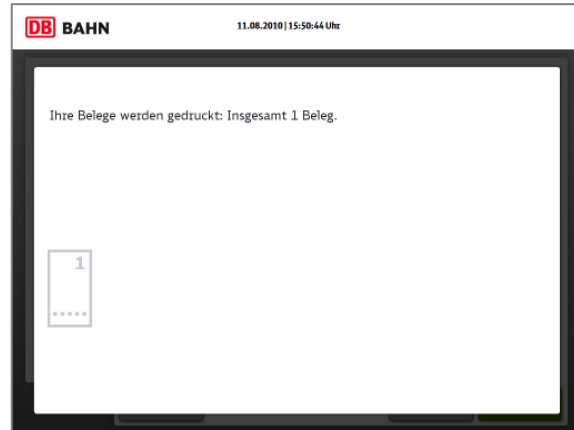 DB BAHN
11.08.2010 | 15:50:44 Uhr
Ihre Belege werden gedruckt: Insgesamt 1 Beleg.
1